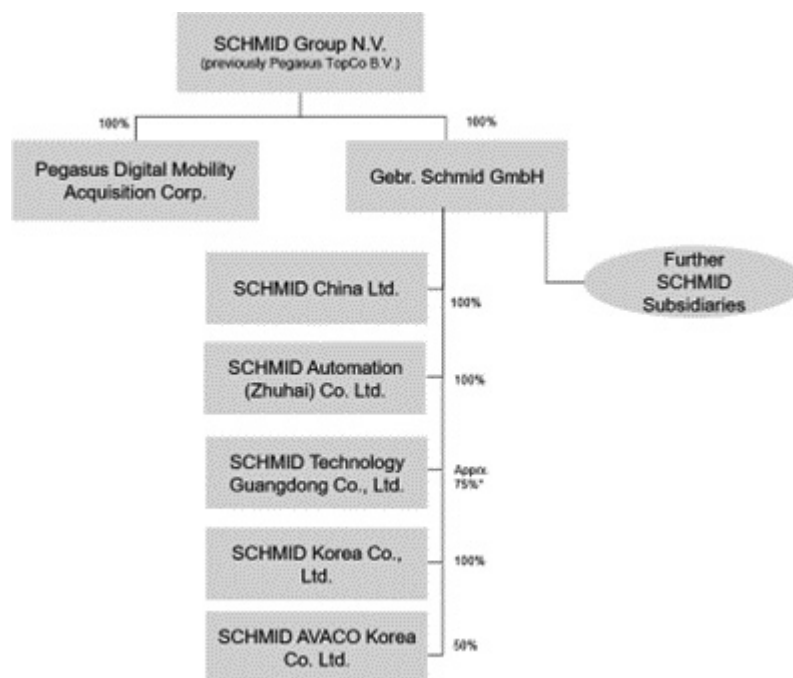 SCHMID Group N.V.
(previously Pegasus TopCo B.V.)
100%
100%
Pegasus Digital Mobility
Acquisition Corp.
Gebr. Schmid GmbH
Further
SCHMID
Subsidiaries
SCHMID China Ltd.
100%
SCHMID Automation
(Zhuhai) Co. Ltd.
100%
SCHMID Technology
Guangdong Co., Ltd.
Apprx.
75%*
SCHMID Korea Co.,
Ltd.
100%
SCHMID AVACO Korea
Co. Ltd.
50%